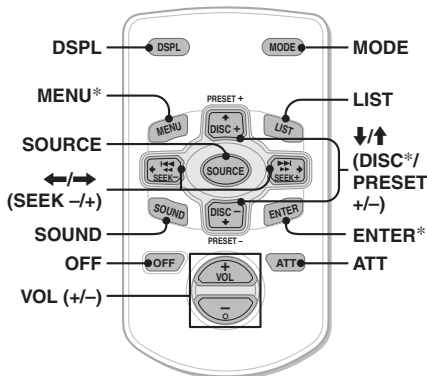 DSPL
DSPL
MODE
MODE
MENU*
PRESET +
LIST
MENU
DISC +
LIST
SOURCE
↓/↑
(DISC*/
PRESET
+/–)
←/→
(SEEK –/+)
SEEK–
SOURCE
SEEK+
SOUND
DISC –
ENTER
SOUND
PRESET –
ENTER*
OFF
OFF
ATT
ATT
+
VOL
–
VOL (+/–)